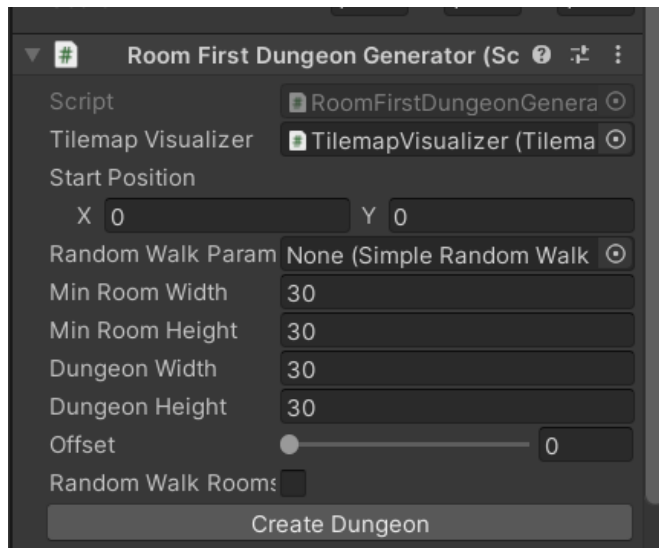 # Room First Dungeon Generator (Sc
Script # RoomFirstDungeonGenera
Tilemap Visualizer # TilemapVisualizer (Tilema
Start Position
X 0 Y 0
Random Walk Param None (Simple Random Walk
Min Room Width 30
Min Room Height 30
Dungeon Width 30
Dungeon Height 30
Offset 0
Random Walk Rooms
Create Dungeon